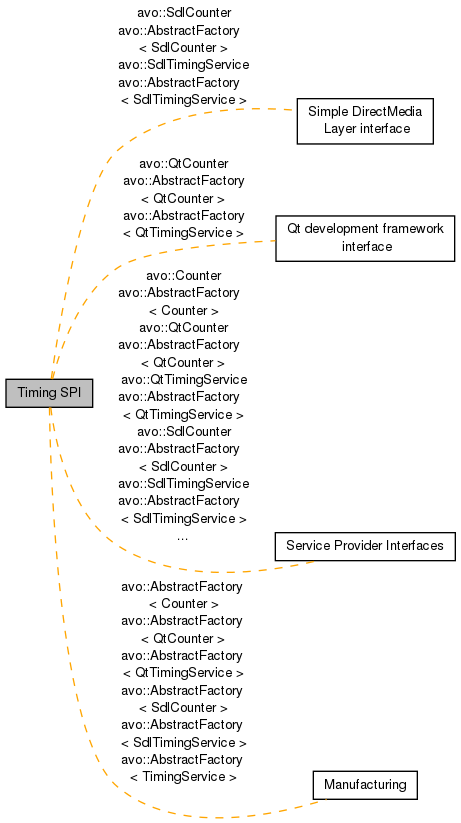 avo::SdlCounter
avo::AbstractFactory
< SdlCounter >
avo::SdlTimingService
avo::AbstractFactory
< SdlTimingService >
Simple DirectMedia
Layer interface
avo::QtCounter
avo::AbstractFactory
< QtCounter >
avo::AbstractFactory
< QtTimingService >
Qt development framework
interface
avo::Counter
avo::AbstractFactory
< Counter >
avo::QtCounter
avo::AbstractFactory
< QtCounter >
avo::QtTimingService
avo::AbstractFactory
< QtTimingService >
avo::SdlCounter
avo::AbstractFactory
< SdlCounter >
avo::SdlTimingService
avo::AbstractFactory
< SdlTimingService >
...
Timing SPI
Service Provider Interfaces
avo::AbstractFactory
< Counter >
avo::AbstractFactory
< QtCounter >
avo::AbstractFactory
< QtTimingService >
avo::AbstractFactory
< SdlCounter >
avo::AbstractFactory
< SdlTimingService >
avo::AbstractFactory
< TimingService >
Manufacturing